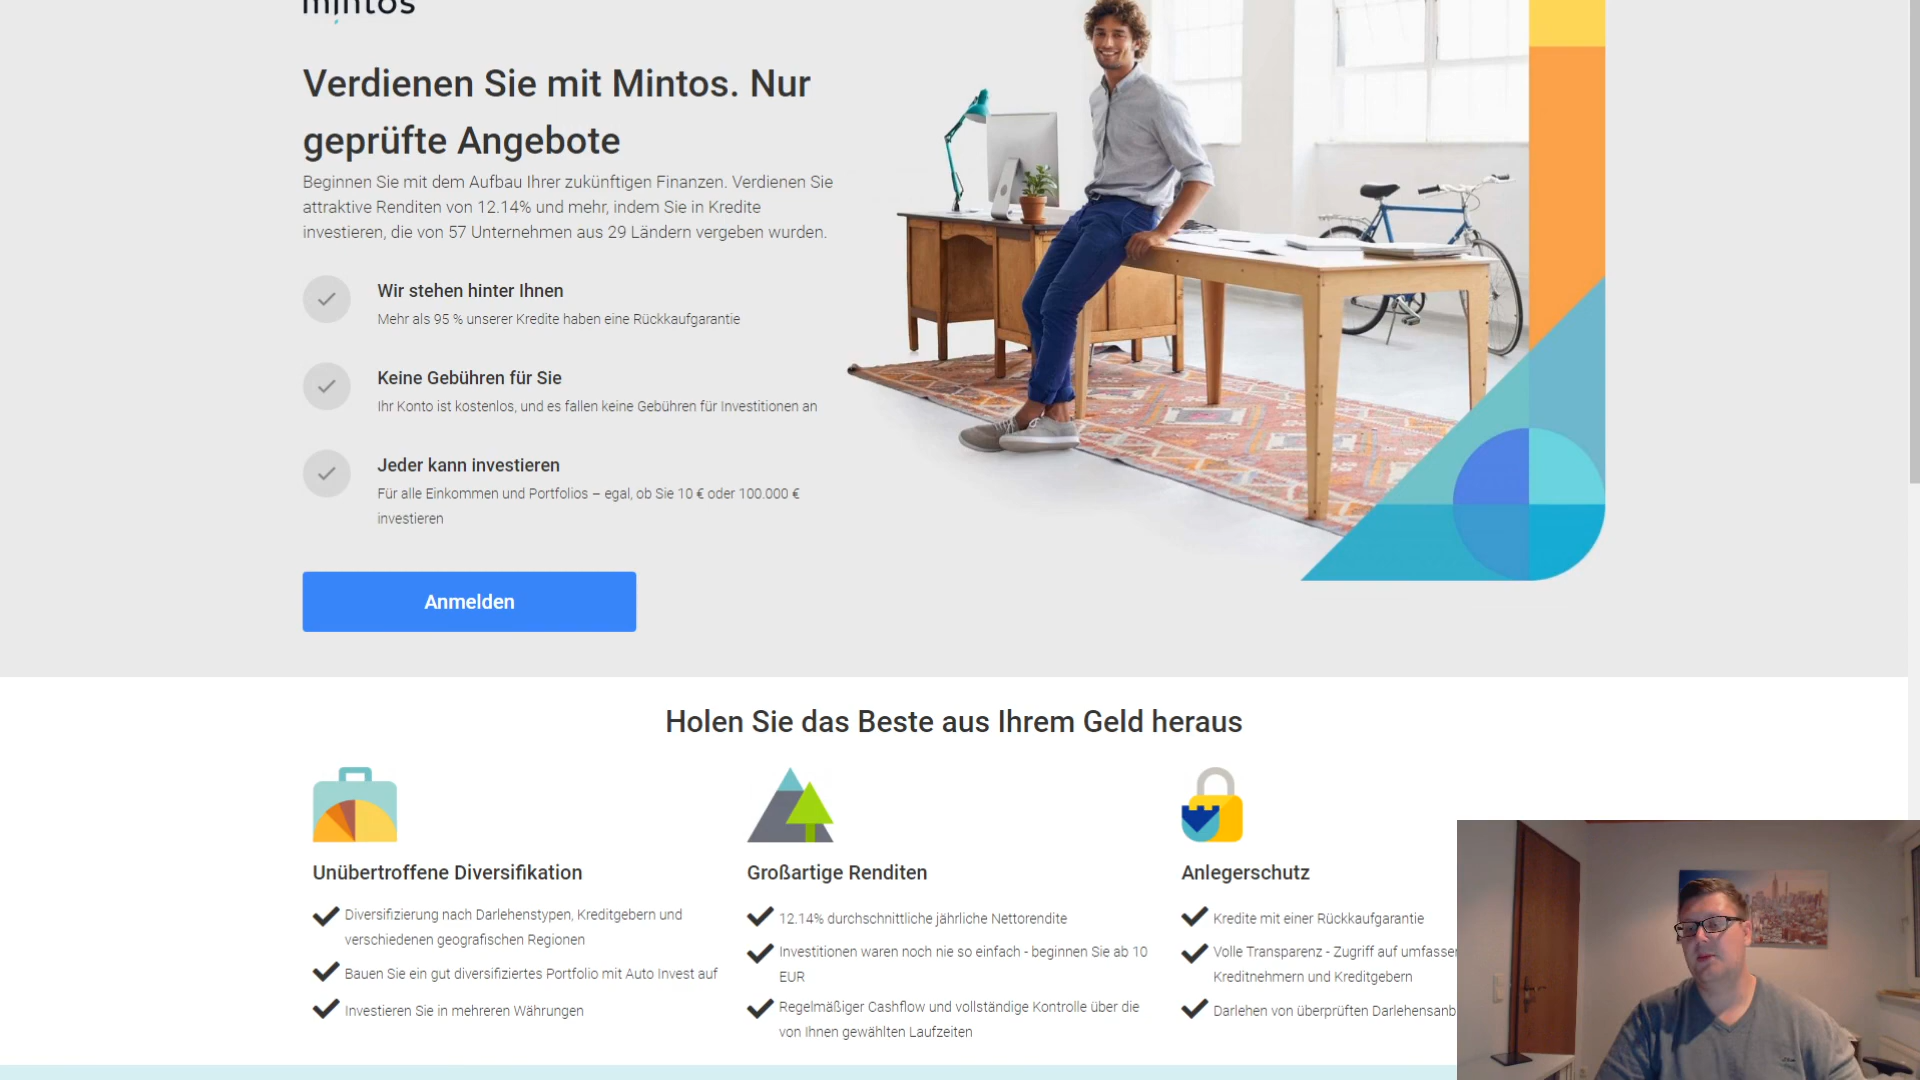 mintos
Verdienen Sie mit Mintos. Nur
geprüfte Angebote
Beginnen Sie mit dem Aufbau Ihrer zukünftigen Finanzen. Verdienen Sie
attraktive Renditen von 12.14% und mehr, indem Sie in Kredite
investieren, die von 57 Unternehmen aus 29 Ländern vergeben wurden.
Wir stehen hinter Ihnen
Mehr als 95 % unserer Kredite haben eine Rückkaufgarantie
Keine Gebühren für Sie
Ihr Konto ist kostenlos, und es fallen keine Gebühren für Investitionen an
Jeder kann investieren
Für alle Einkommen und Portfolios – egal, ob Sie 10 € oder 100.000 €
investieren
Anmelden
Holen Sie das Beste aus Ihrem Geld heraus
Unübertroffene Diversifikation
Diversifizierung nach Darlehenstypen, Kreditgebern und
verschiedenen geografischen Regionen
Bauen Sie ein gut diversifiziertes Portfolio mit Auto Invest auf
Investieren Sie in mehreren Währungen
Großartige Renditen
12.14% durchschnittliche jährliche Nettorendite
Investitionen waren noch nie so einfach - beginnen Sie ab 10
EUR
Regelmäßiger Cashflow und vollständige Kontrolle über die
von Ihnen gewählten Laufzeiten
Anlegerschutz
Kredite mit einer Rückkaufgarantie
Volle Transparenz - Zugriff auf umfasser
Kreditnehmern und Kreditgebern
Darlehen von überprüften Darlehensanb